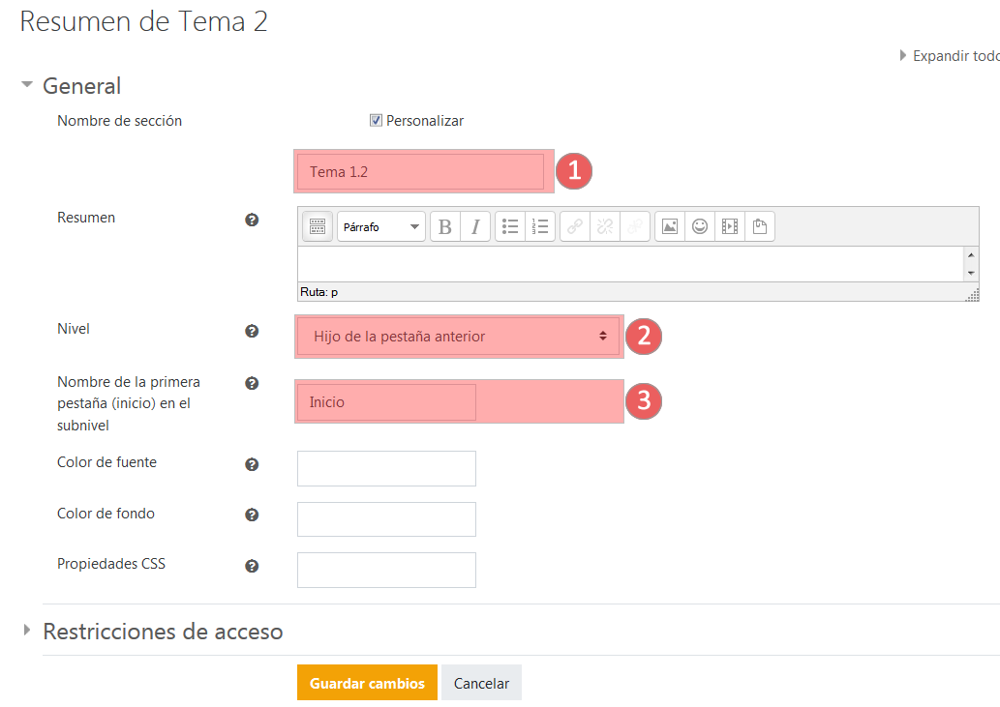 Resumen de Tema 2
Expandir todo
General
Nombre de sección
Personalizar
Tema 1.2
1
Resumen
Párrafo
B I
Ruta: p
Nivel
Hijo de la pestaña anterior
2
Nombre de la primera
pestaña (inicio) en el
subnivel
Inicio
3
Color de fuente
Color de fondo
Propiedades CSS
Restricciones de acceso
Guardar cambios
Cancelar